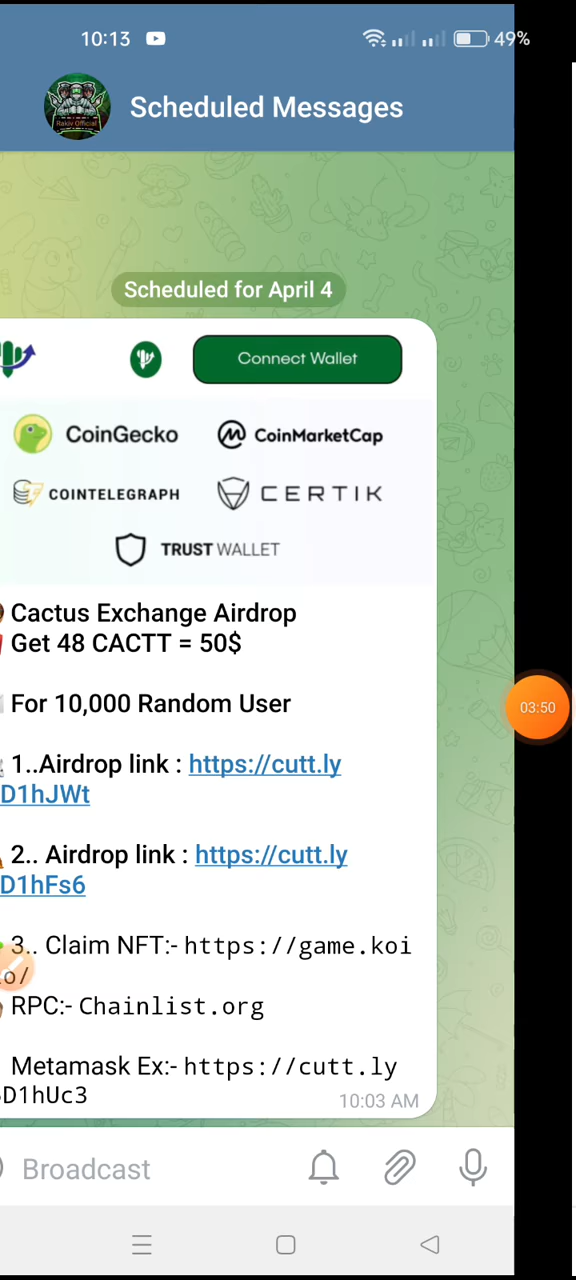 10:13
49%
Rakiv Official
Scheduled Messages
Scheduled for April 4
Connect Wallet
CoinGecko
CoinMarketCap
COINTELEGRAPH
CERTIK
TRUST WALLET
Cactus Exchange Airdrop
Get 48 CACTT = 50$
03:50
For 10,000 Random User
1..Airdrop link : https://cutt.ly
D1hJWt
2.. Airdrop link : https://cutt.ly
D1hFs6
3.. Claim NFT:- https://game.koi
o/
RPC:- Chainlist.org
Metamask Ex:- https://cutt.ly
D1hUc3
10:03 AM
Broadcast